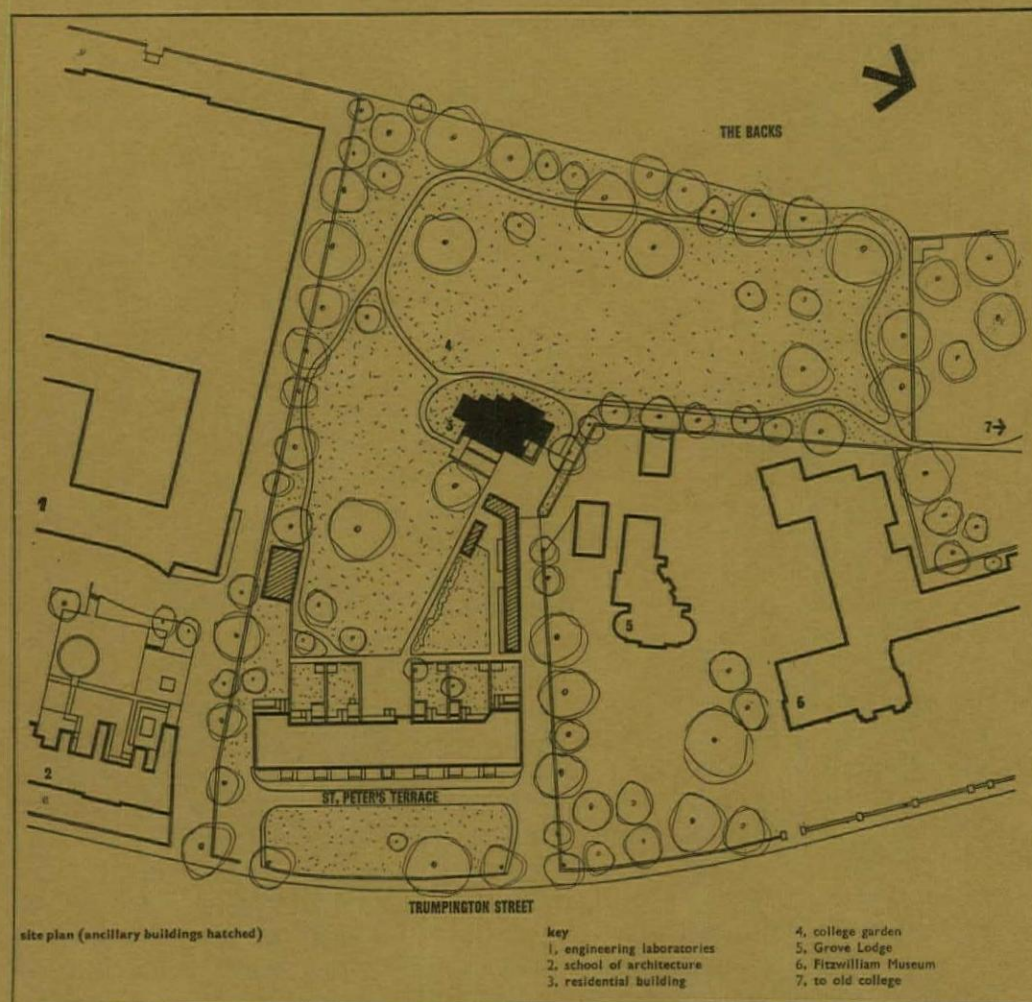 THE BACKS
4
3
7→
1
5
6
2
ST. PETER'S TERRACE
TRUMPINGTON STREET
site plan (ancillary buildings hatched)
key
1, engineering laboratories
2, school of architecture
3, residential building
4, college garden
5, Grove Lodge
6, Fitzwilliam Museum
7, to old college